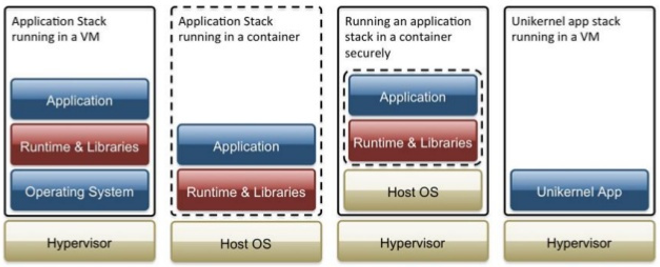 Application Stack
running in a VM
Application
Runtime & Libraries
Operating System
Hypervisor
Application Stack
running in a container
Application
Runtime & Libraries
Host OS
Running an application
stack in a container
securely
Application
Runtime & Libraries
Host OS
Hypervisor
Unikernel app stack
running in a VM
Unikernel App
Hypervisor